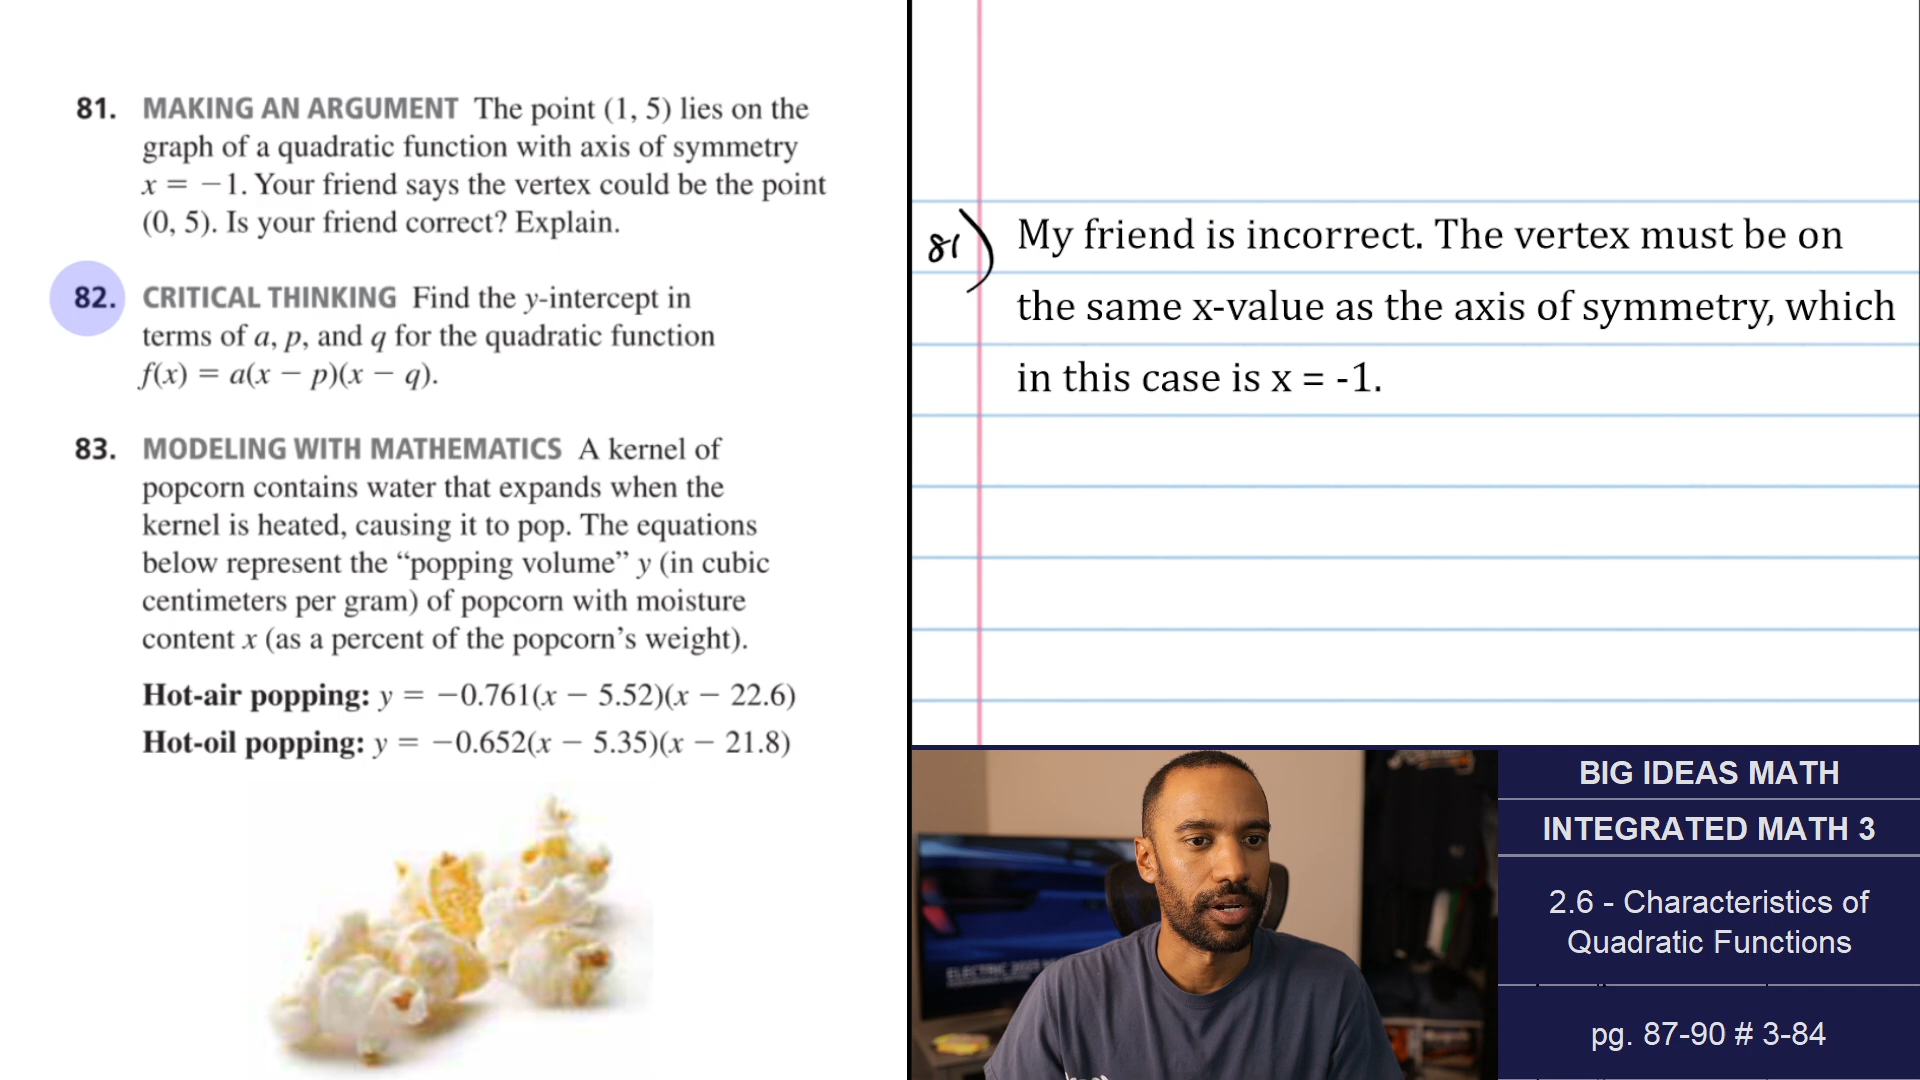 81. MAKING AN ARGUMENT The point (1, 5) lies on the
graph of a quadratic function with axis of symmetry
x = −1. Your friend says the vertex could be the point
(0, 5). Is your friend correct? Explain.
82. CRITICAL THINKING Find the y-intercept in
terms of a, p, and q for the quadratic function
f(x) = a(x − p)(x − q).
83. MODELING WITH MATHEMATICS A kernel of
popcorn contains water that expands when the
kernel is heated, causing it to pop. The equations
below represent the “popping volume” y (in cubic
centimeters per gram) of popcorn with moisture
content x (as a percent of the popcorn’s weight).
Hot-air popping: y = −0.761(x − 5.52)(x − 22.6)
Hot-oil popping: y = −0.652(x − 5.35)(x − 21.8)
81) My friend is incorrect. The vertex must be on
the same x-value as the axis of symmetry, which
in this case is x = -1.
BIG IDEAS MATH
INTEGRATED MATH 3
2.6 - Characteristics of
Quadratic Functions
pg. 87-90 # 3-84